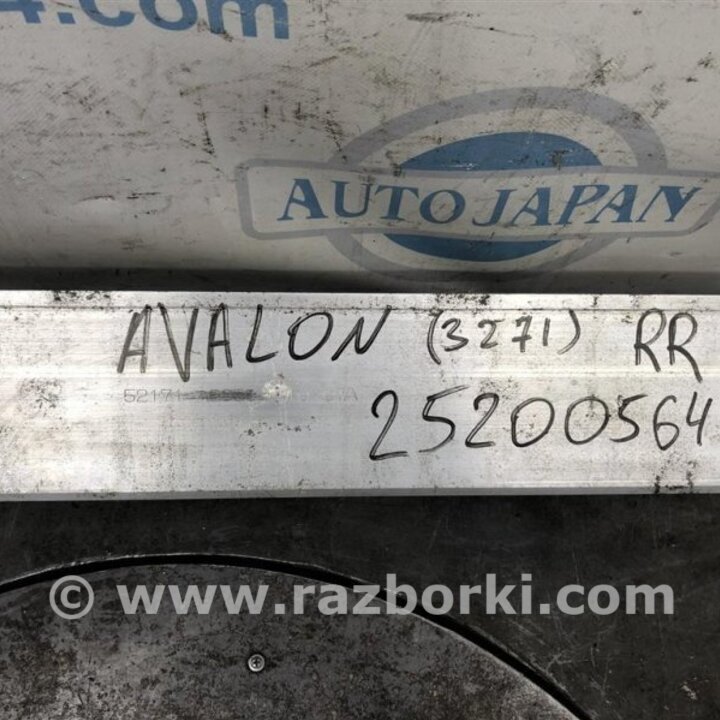 4.com
AUTO JAPAN
AVALON (3271) RR
25200564
© www.razborki.com